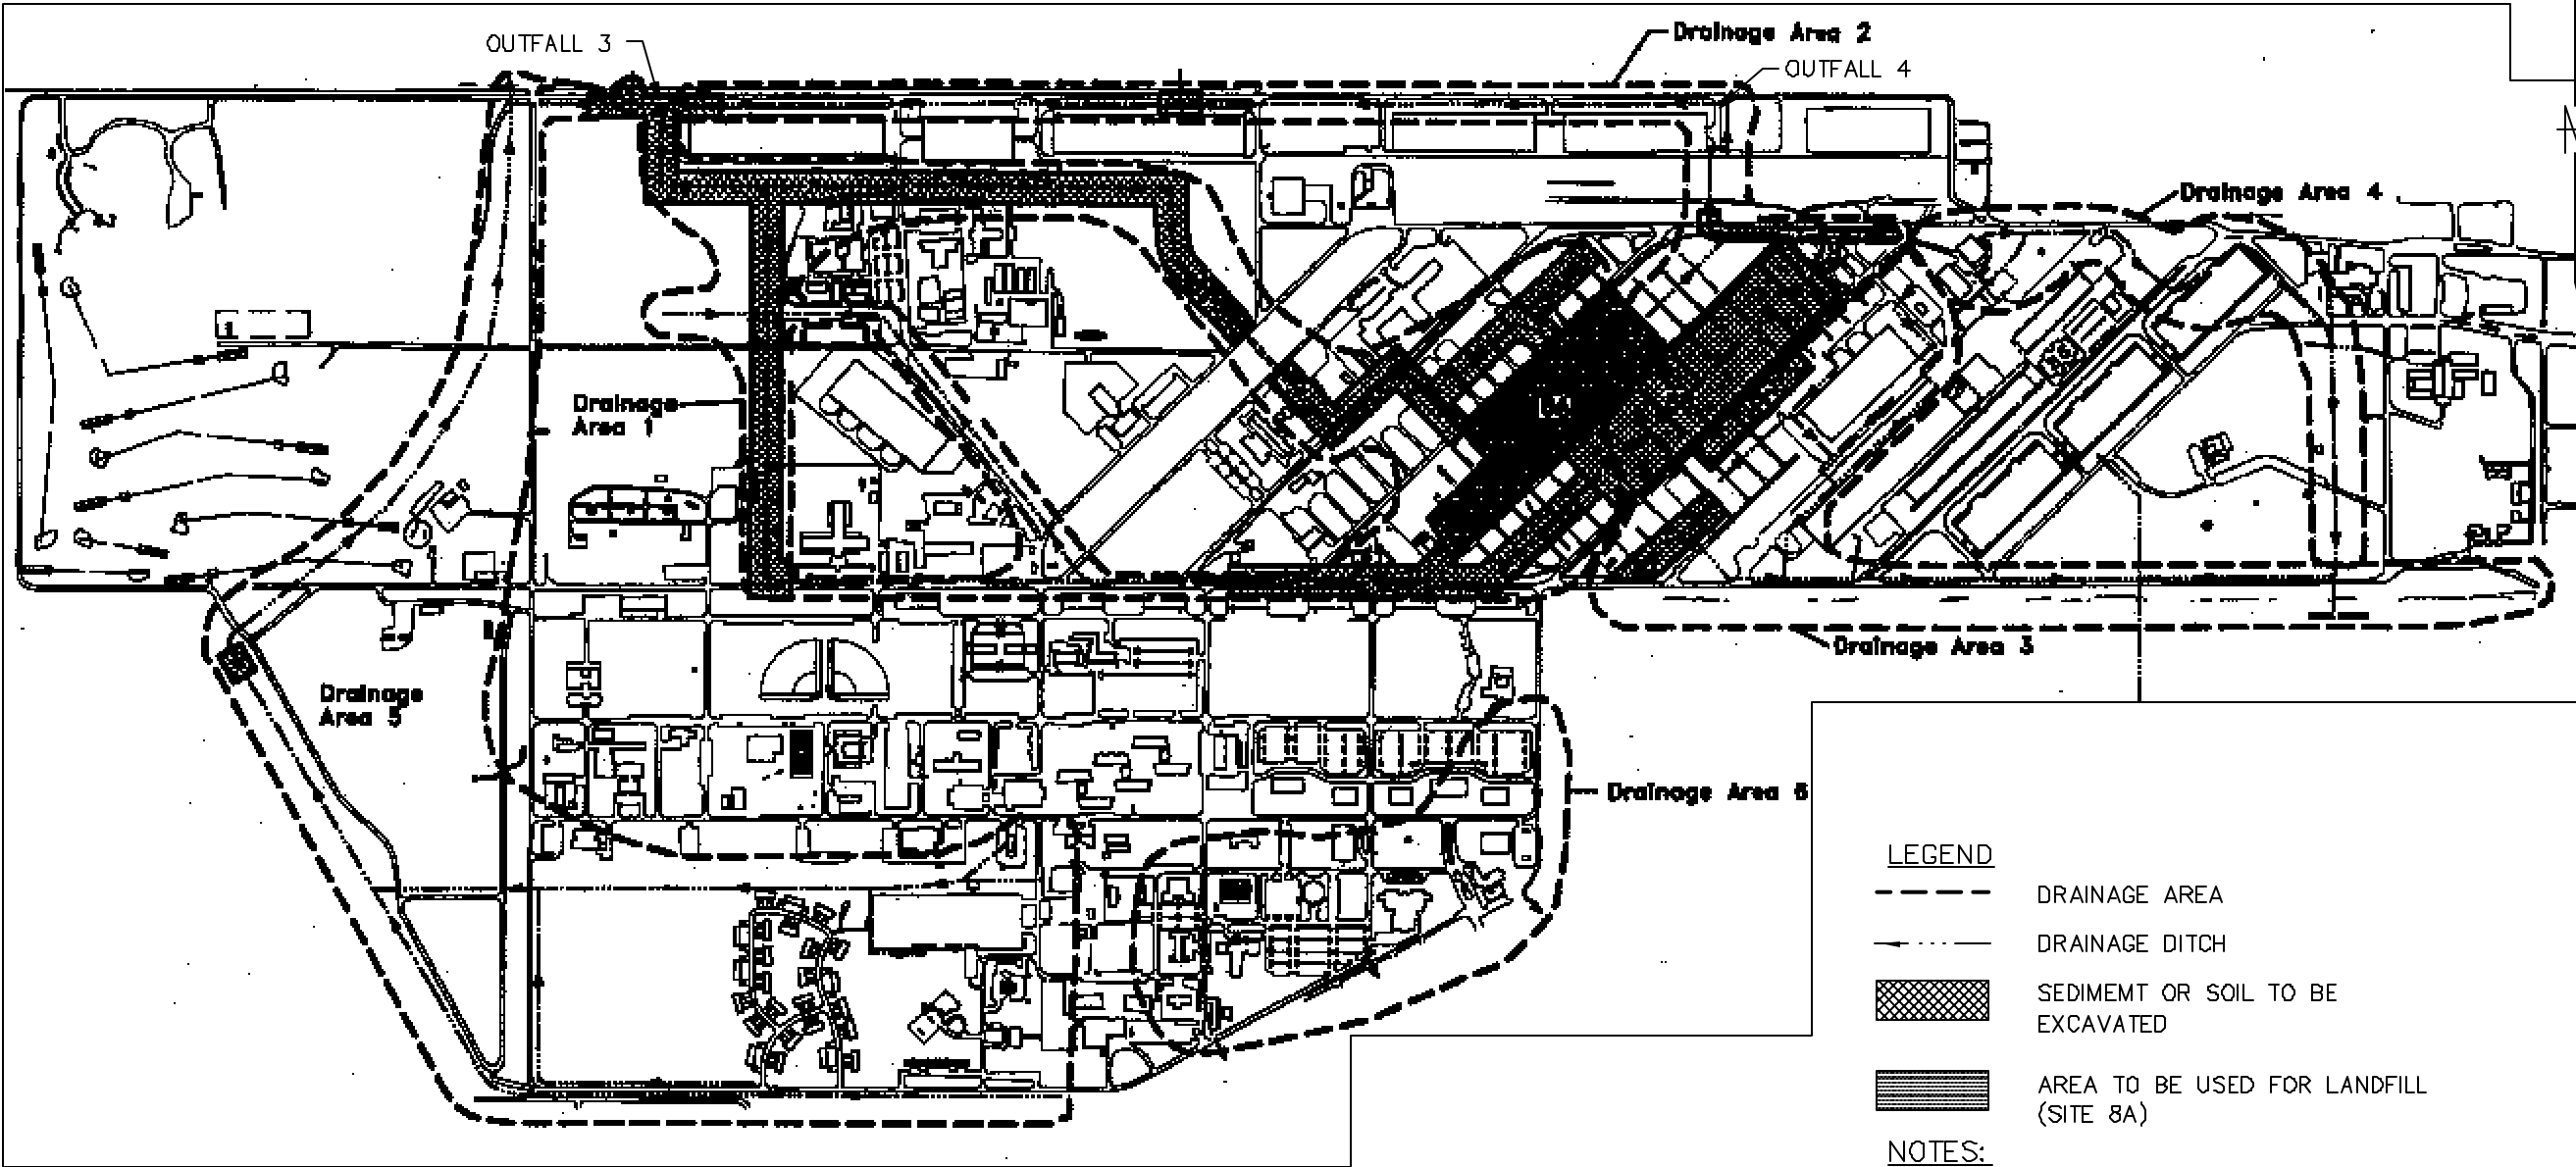 Drainage Area 2
OUTFALL 3
OUTFALL 4
Drainage Area 4
Drainage
Area 1
Drainage Area 3
Drainage
Area 5
Drainage Area 6
LEGEND
DRAINAGE AREA
DRAINAGE DITCH
SEDIMEMT OR SOIL TO BE
EXCAVATED
AREA TO BE USED FOR LANDFILL
(SITE 8A)
NOTES: